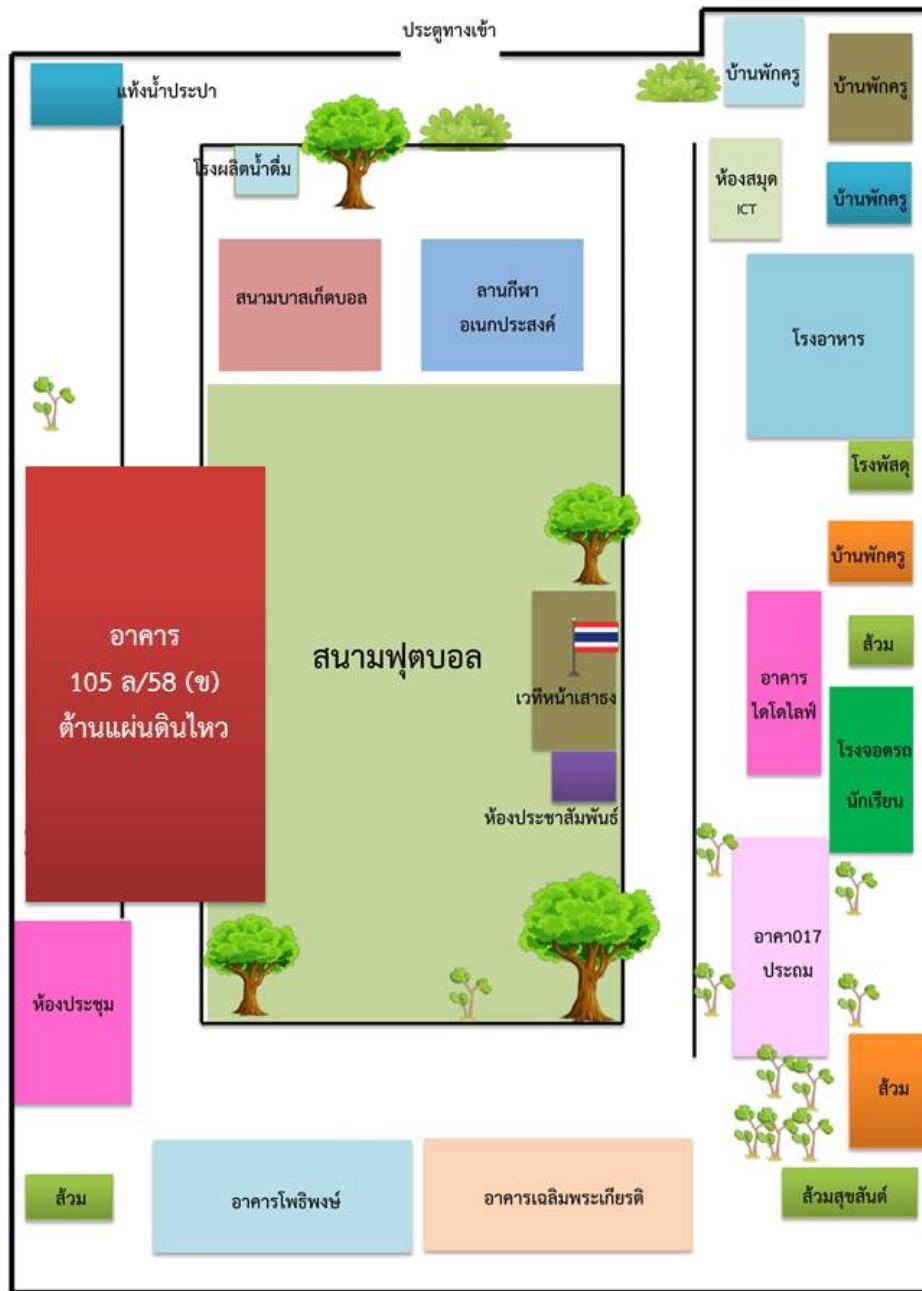 ประตูทางเข้า
บ้านพักครู
บ้านพักครู
แท้งน้ำประปา
โรงผลิตน้ำดื่ม
ห้องสมุด
ICT
บ้านพักครู
สนามบาสเก็ตบอล
ลานกีฬา
อเนกประสงค์
โรงอาหาร
โรงพัสดุ
บ้านพักครู
อาคาร
105 ล/58 (ข)
ต้านแผ่นดินไหว
สนามฟุตบอล
เวทีหน้าเสาธง
ห้องประชาสัมพันธ์
ส้วม
อาคาร
ไดโดไลฟ์
โรงจอดรถ
นักเรียน
อาคา017
ประถม
ห้องประชุม
ส้วม
ส้วม
อาคารโพธิพงษ์
อาคารเฉลิมพระเกียรติ
ส้วมสุขสันต์